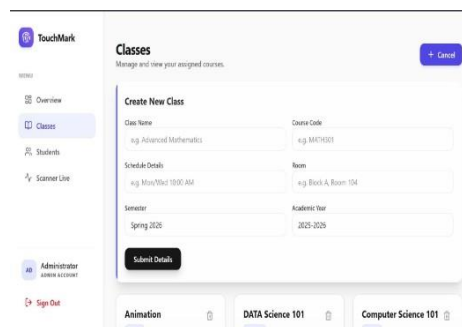 TouchMark
MENU
Overview
Classes
Students
Scanner Live
AD
Administrator
ADMIN ACCOUNT
Sign Out
Classes
Manage and view your assigned courses.
+ Cancel
Create New Class
Class Name
Course Code
e.g. Advanced Mathematics
e.g. MATH301
Schedule Details
Room
e.g. Mon/Wed 10:00 AM
e.g. Block A, Room 104
Semester
Academic Year
Spring 2026
2025-2026
Submit Details
Animation
DATA Science 101
Computer Science 101